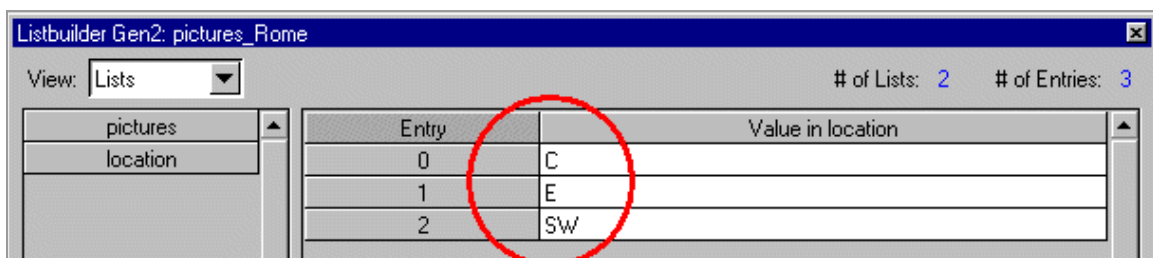 Listbuilder Gen2: pictures_Rome
View: Lists # of Lists: 2 # of Entries: 3
pictures Entry Value in location
location 0 C
1 E
2 SW